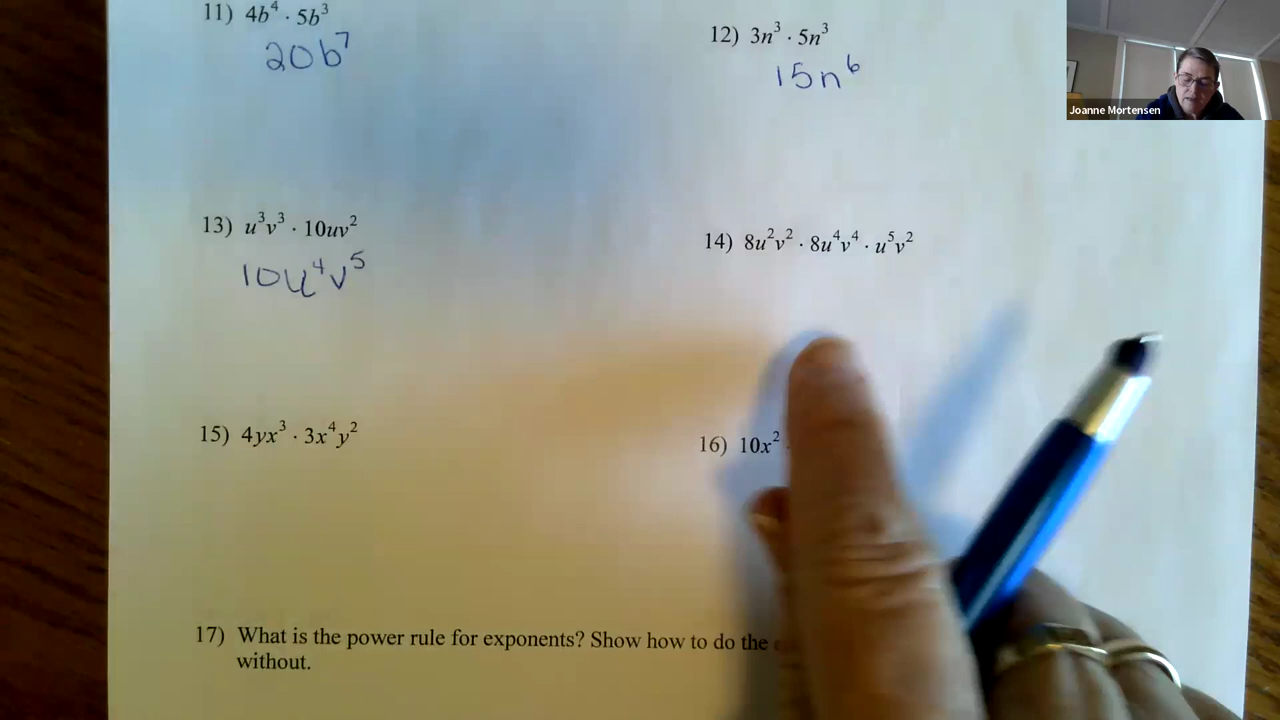 11) 4b⁴ · 5b³
20b⁷
12) 3n³ · 5n³
15n⁶
Joanne Mortensen
13) u³v³ · 10uv²
10u⁴v⁵
14) 8u²v² · 8u⁴v⁴ · u⁵v²
15) 4yx³ · 3x⁴y²
16) 10x²
17) What is the power rule for exponents? Show how to do the
without.